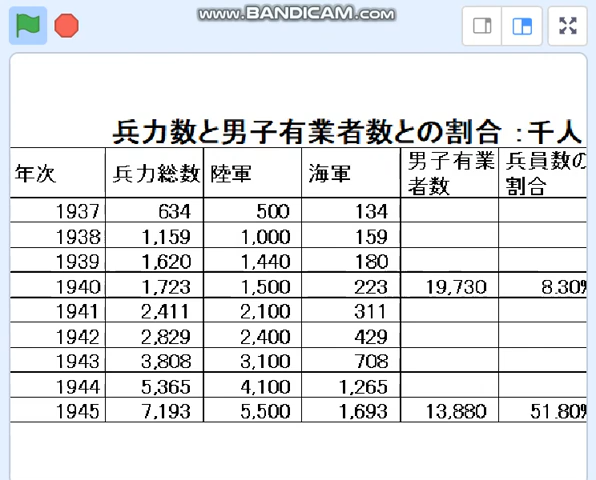 www.BANDICAM.com
兵力数と男子有業者数との割合：千人
年次 兵力総数 陸軍 海軍 男子有業者数 兵員数の割合
1937 634 500 134
1938 1,159 1,000 159
1939 1,620 1,440 180
1940 1,723 1,500 223 19,730 8.30%
1941 2,411 2,100 311
1942 2,829 2,400 429
1943 3,808 3,100 708
1944 5,365 4,100 1,265
1945 7,193 5,500 1,693 13,880 51.80%